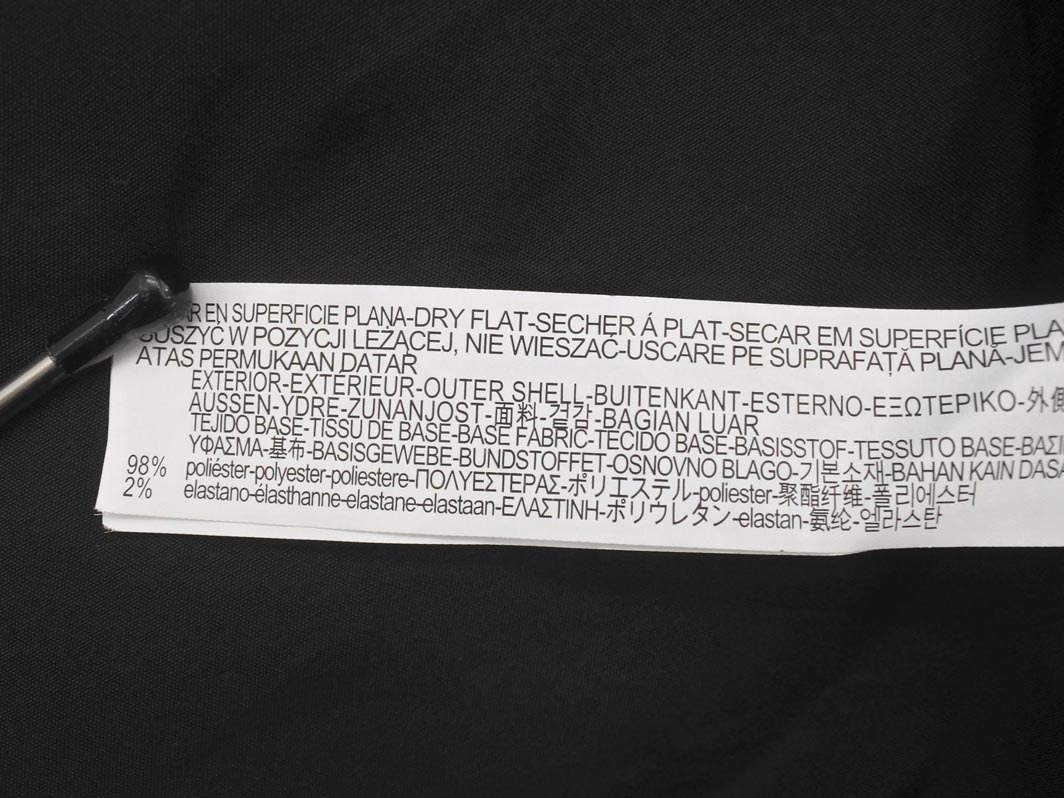 AR EN SUPERFICIE PLANA-DRY FLAT-SECHER Á PLAT-SECAR EM SUPERFÍCIE PLA
SUSZYĆ W POZYCJI LEŻĄCEJ, NIE WIESZAĆ-USCARE PE SUPRAFAȚĂ PLANĂ-JEM
ATAS PERMUKAAN DATAR
EXTERIOR-EXTÉRIEUR-OUTER SHELL-BUITENKANT-ESTERNO-ΕΞΩΤΕΡΙΚΟ-外側
AUSSEN-YDRE-ZUNANJOST-面料-겉감-BAGIAN LUAR
TEJIDO BASE-TISSU DE BASE-BASE FABRIC-TECIDO BASE-BASISSTOF-TESSUTO BASE-ΒΑΣΙ
ΥΦΑΣΜΑ-基布-BASISGEWEBE-BUNDSTOFFET-OSNOVNO BLAGO-기본소재-BAHAN KAIN DAS
98% poliéster-polyester-poliestere-ΠΟΛΥΕΣΤΕΡΑΣ-ポリエステル-poliester-聚酯纤维-폴리에스터
2% elastano-élasthanne-elastane-elastaan-ΕΛΑΣΤΙΝΗ-ポリウレタン-elastan-氨纶-엘라스탄